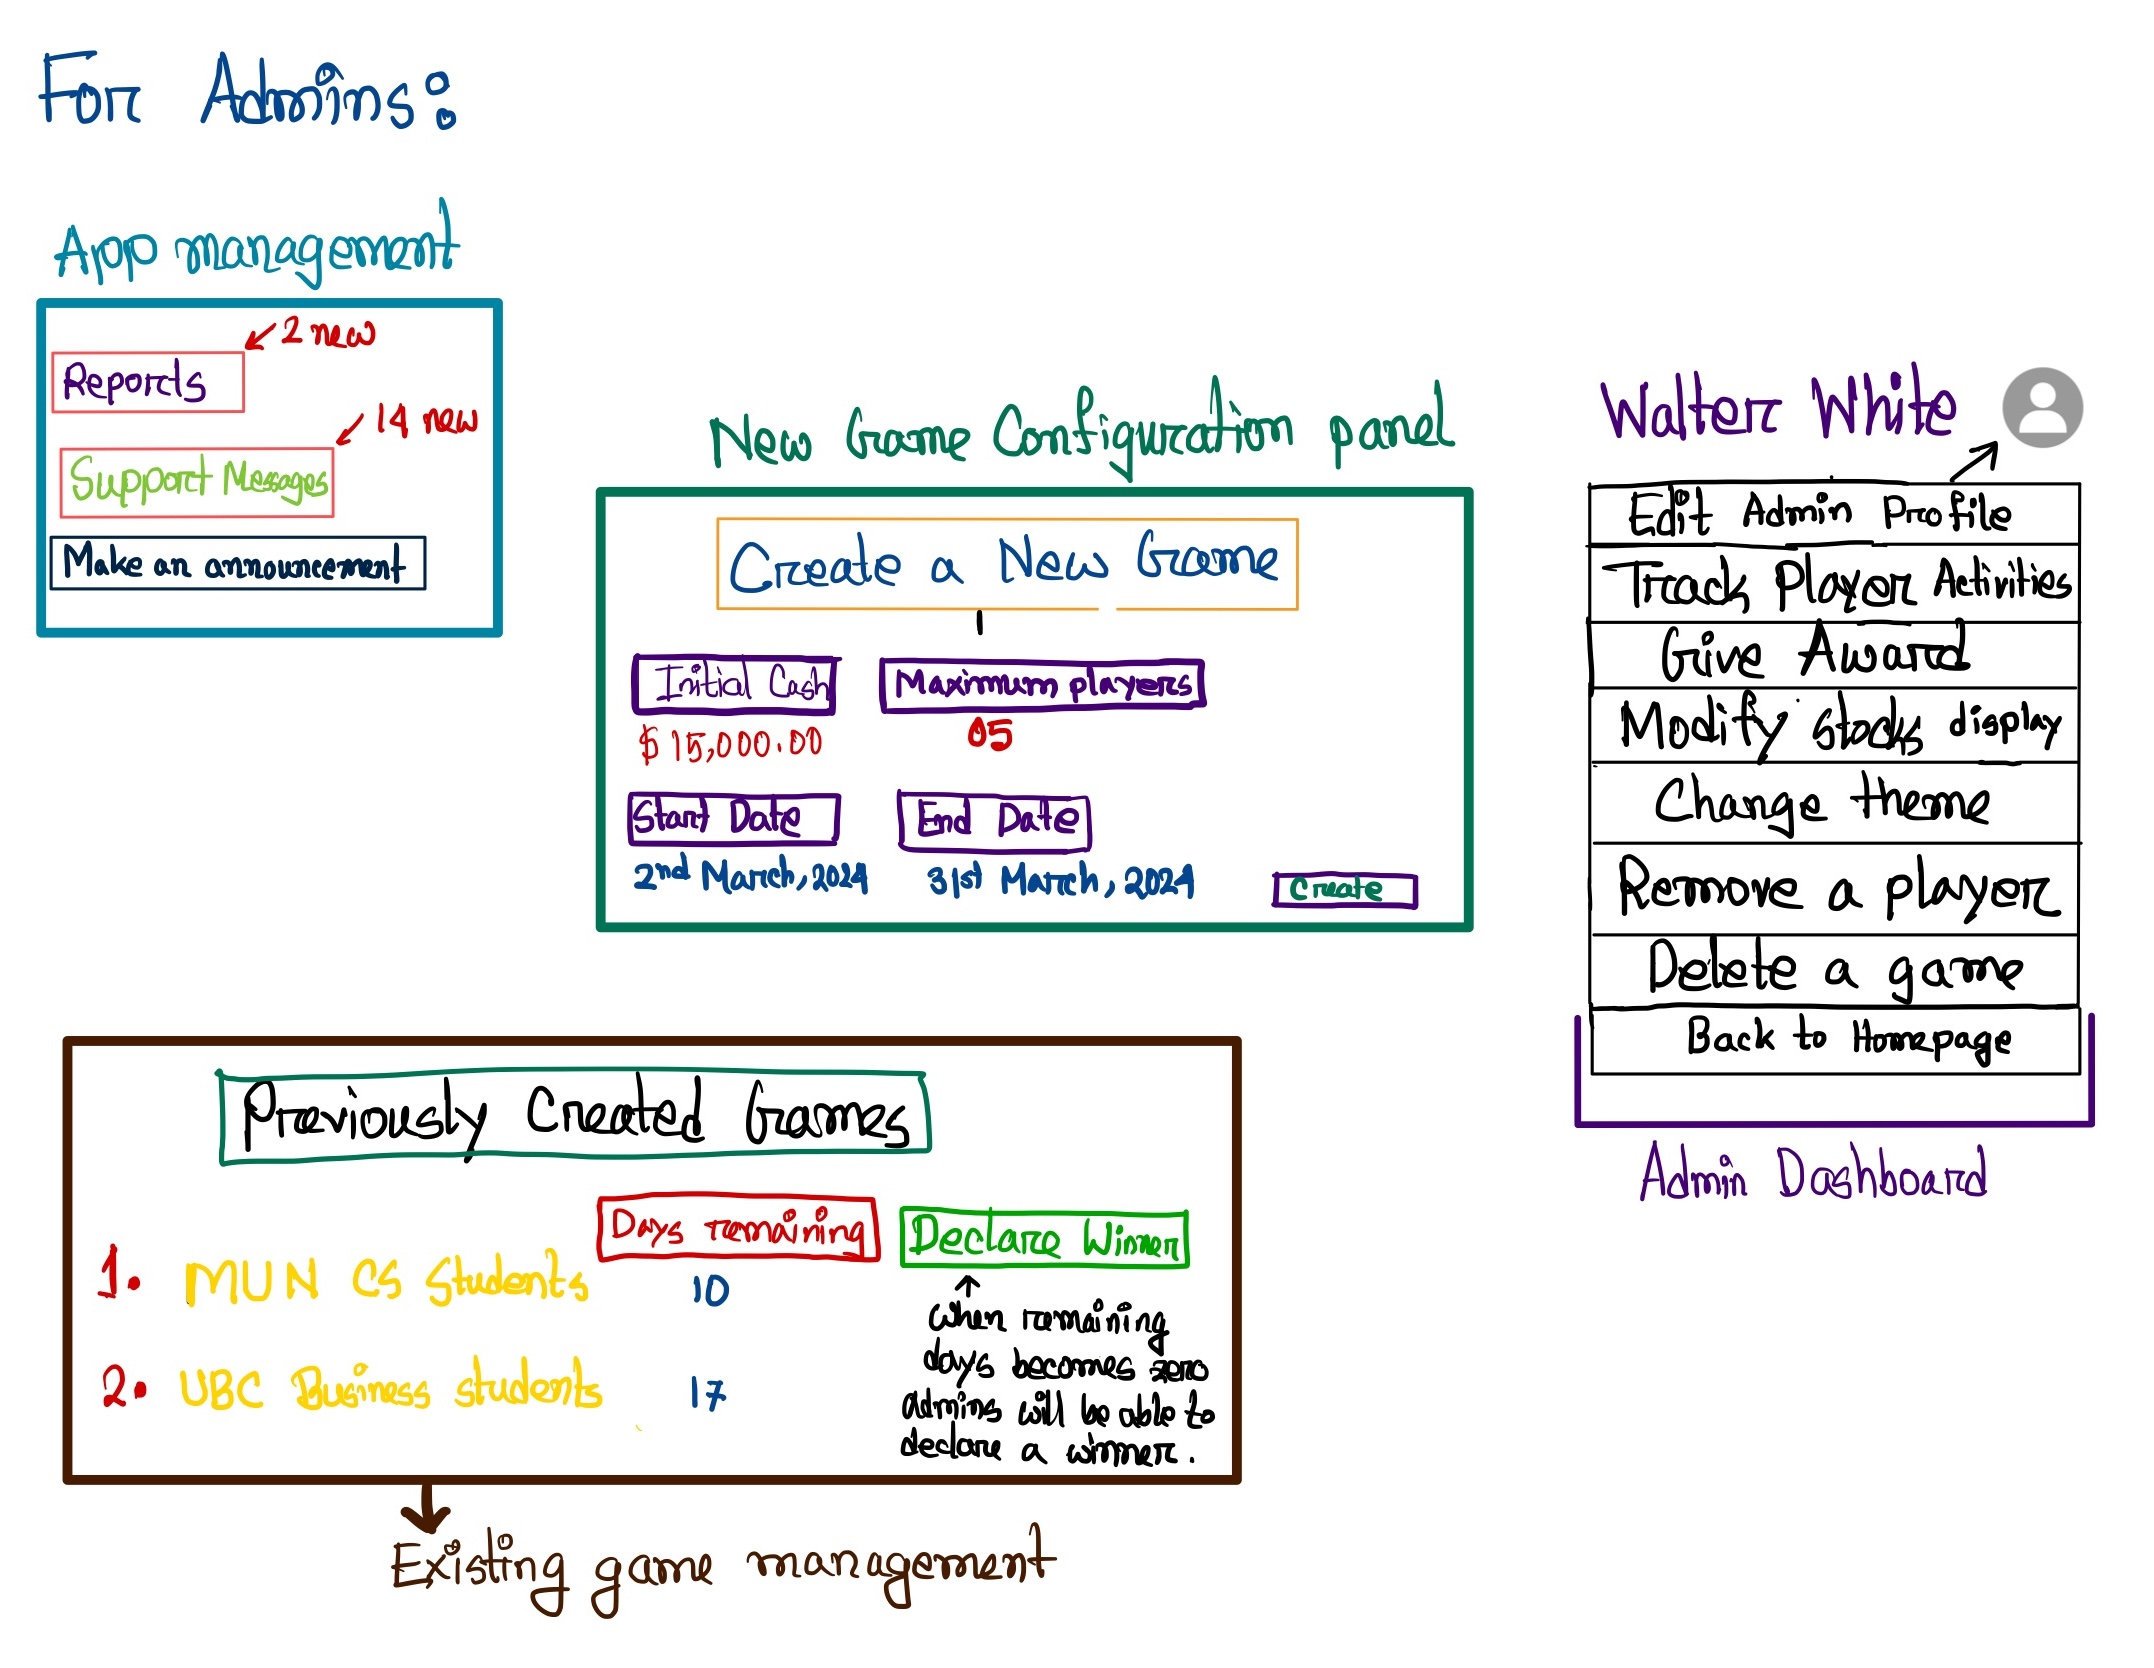 For Admins:
App management
2 new
Reports
14 new
Support Messages
Make an announcement
New Game Configuration panel
Create a New Game
Initial Cash
Maximum players
$15,000.00
05
Start Date
End Date
2nd March, 2024
31st March, 2024
Create
Walter White
Edit Admin Profile
Track Player Activities
Give Award
Modify stocks display
Change theme
Remove a player
Delete a game
Back to Homepage
Admin Dashboard
Previously Created Games
Days remaining
Declare Winner
1. MUN CS Students
10
2. UBC Business students
17
when remaining
days becomes zero
admins will be able to
declare a winner.
Existing game management